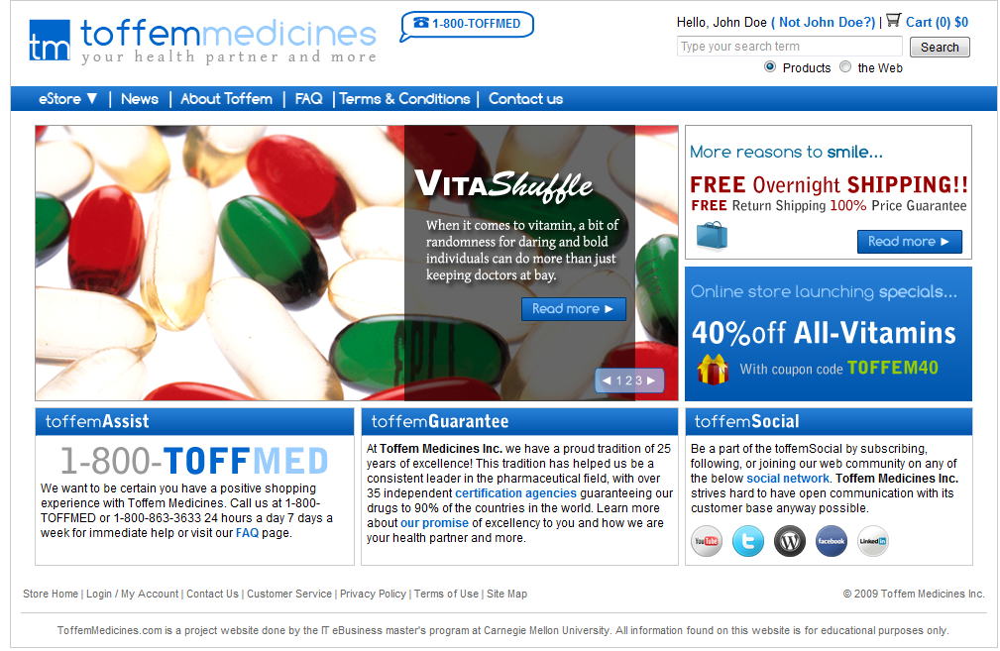 tm toffemmedicines
your health partner and more
1-800-TOFFMED
Hello, John Doe ( Not John Doe?) | Cart (0) $0
Type your search term Search
Products the Web
eStore ▼ | News | About Toffem | FAQ | Terms & Conditions | Contact us
VITAShuffle
When it comes to vitamin, a bit of
randomness for daring and bold
individuals can do more than just
keeping doctors at bay.
Read more ►
◄ 1 2 3 ►
More reasons to smile...
FREE Overnight SHIPPING!!
FREE Return Shipping 100% Price Guarantee
Read more ►
Online store launching specials...
40%off All-Vitamins
With coupon code TOFFEM40
toffemAssist
1-800-TOFFMED
We want to be certain you have a positive shopping
experience with Toffem Medicines. Call us at 1-800-
TOFFMED or 1-800-863-3633 24 hours a day 7 days a
week for immediate help or visit our FAQ page.
toffemGuarantee
At Toffem Medicines Inc. we have a proud tradition of 25
years of excellence! This tradition has helped us be a
consistent leader in the pharmaceutical field, with over
35 independent certification agencies guaranteeing our
drugs to 90% of the countries in the world. Learn more
about our promise of excellency to you and how we are
your health partner and more.
toffemSocial
Be a part of the toffemSocial by subscribing,
following, or joining our web community on any of
the below social network. Toffem Medicines Inc.
strives hard to have open communication with its
customer base anyway possible.
YouTube t W facebook LinkedIn
Store Home | Login / My Account | Contact Us | Customer Service | Privacy Policy | Terms of Use | Site Map
© 2009 Toffem Medicines Inc.
ToffemMedicines.com is a project website done by the IT eBusiness master's program at Carnegie Mellon University. All information found on this website is for educational purposes only.